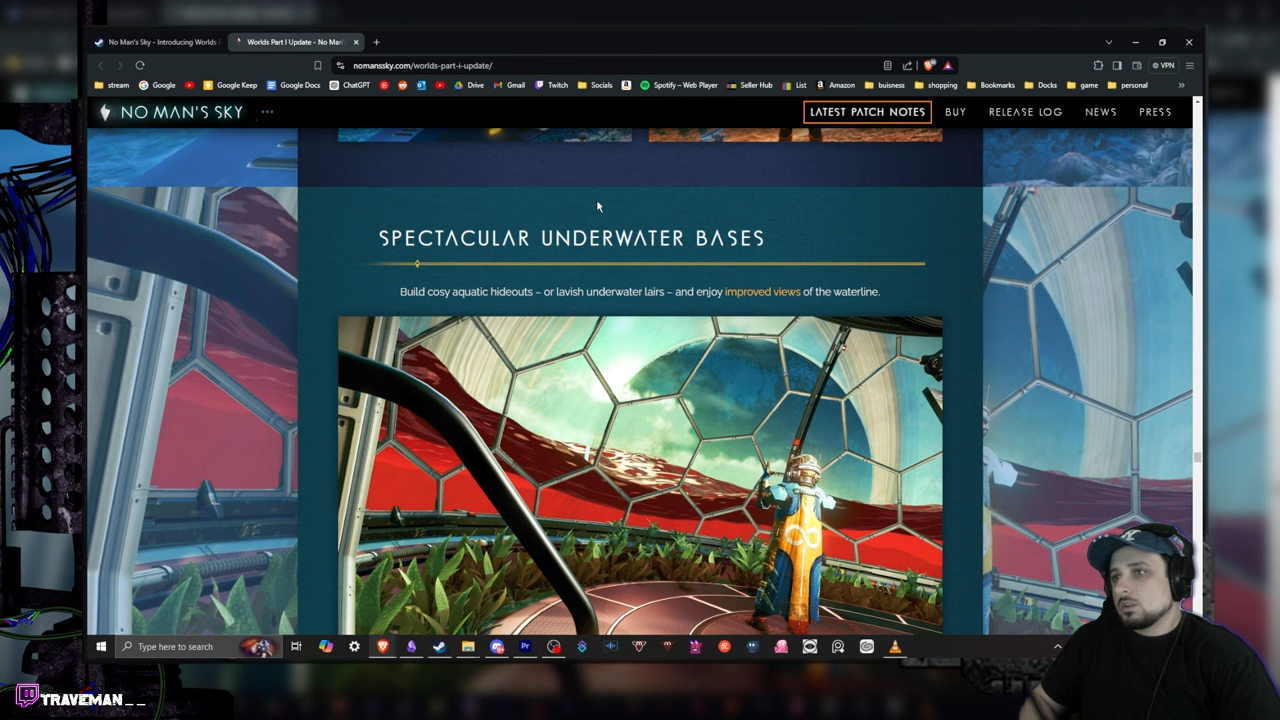 No Man's Sky - Introducing Worlds
Worlds Part I Update - No Man's
nomanssky.com/worlds-part-i-update/
VPN
stream
Google
Google Keep
Google Docs
ChatGPT
Drive
Gmail
Twitch
Socials
Spotify – Web Player
Seller Hub
List
Amazon
buisness
shopping
Bookmarks
Docks
game
personal
NO MAN'S SKY
LATEST PATCH NOTES
BUY
RELEASE LOG
NEWS
PRESS
SPECTACULAR UNDERWATER BASES
Build cosy aquatic hideouts – or lavish underwater lairs – and enjoy improved views of the waterline.
Type here to search
Pr
TRAVEMAN__